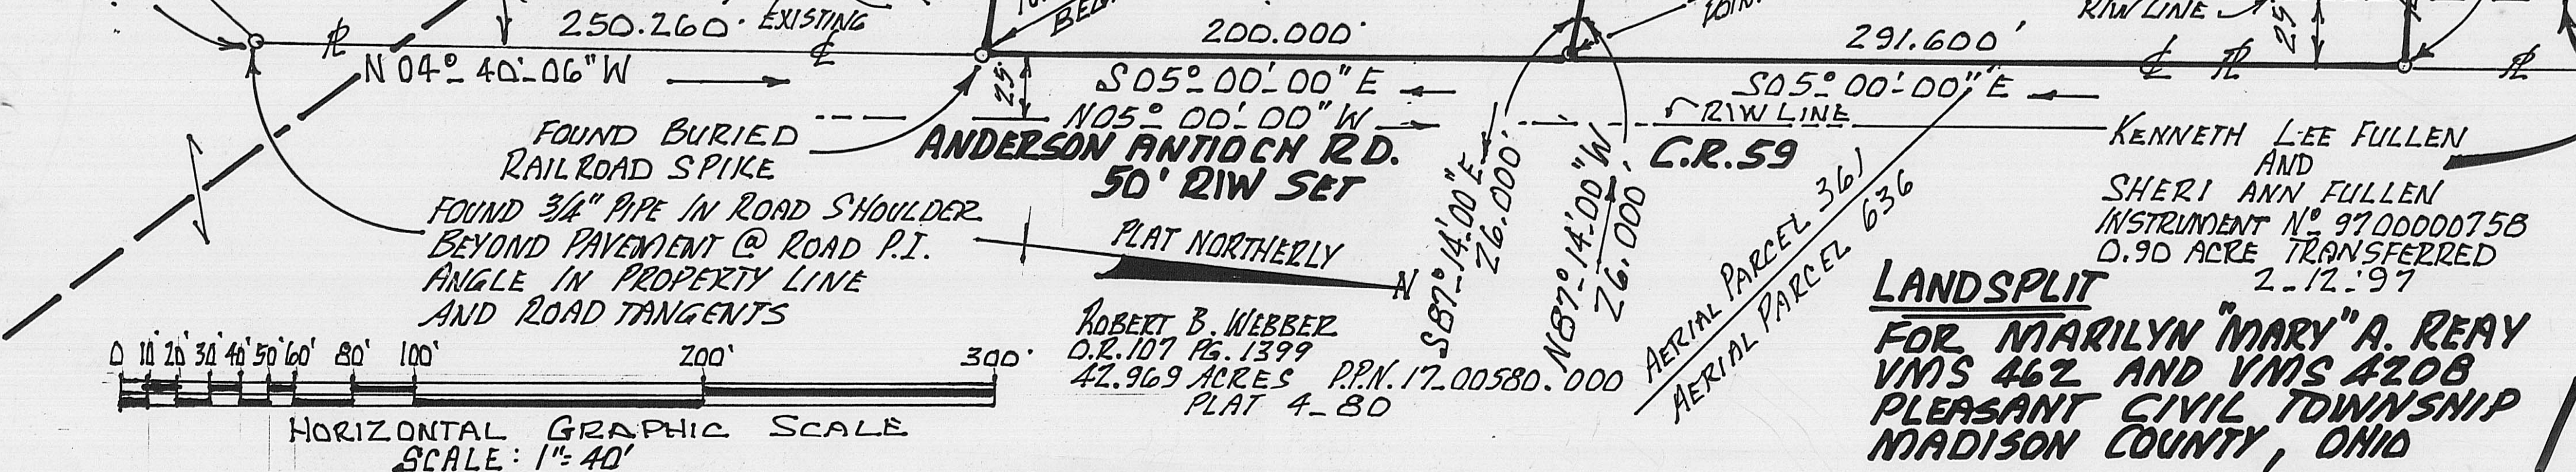 250.260' EXISTING
200.000'
291.600'
R/W LINE
25'
℄
N 04°-40'-06" W
25'
S 05°-00'-00" E
N 05°-00'-00" W
S 05°-00'-00" E
R/W LINE
FOUND BURIED
RAILROAD SPIKE
ANDERSON ANTIOCH RD.
50' R/W SET
C.R. 59
FOUND 3/4" PIPE IN ROAD SHOULDER
BEYOND PAVEMENT @ ROAD P.I.
ANGLE IN PROPERTY LINE
AND ROAD TANGENTS
PLAT NORTHERLY
N
S 87°-14'-00" E
26.000'
N 87°-14'-00" W
26.000'
AERIAL PARCEL 361
AERIAL PARCEL 636
KENNETH LEE FULLEN
AND
SHERI ANN FULLEN
INSTRUMENT Nº 9700000758
0.90 ACRE TRANSFERRED
2-12-'97
ROBERT B. WEBBER
O.R. 107 PG. 1399
42.969 ACRES P.P.N. 17-00580.000
PLAT 4-80
LANDSPLIT
FOR MARILYN "MARY" A. REAY
VMS 462 AND VMS 4208
PLEASANT CIVIL TOWNSHIP
MADISON COUNTY, OHIO
0 10' 20' 30' 40' 50' 60' 80' 100' 200' 300'
HORIZONTAL GRAPHIC SCALE
SCALE: 1"= 40'